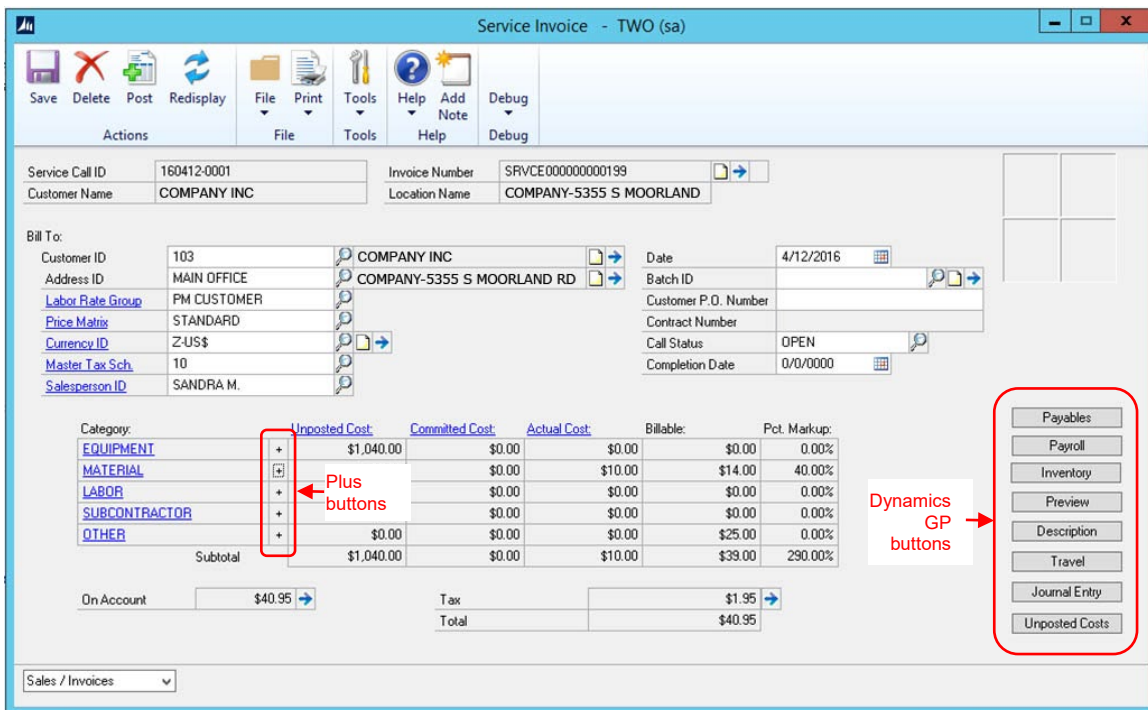 Service Invoice - TWO (sa)
Save Delete Post Redisplay File Print Tools Help Add Note Debug
Actions File Tools Help Debug
Service Call ID 160412-0001 Invoice Number SRVCE000000000199
Customer Name COMPANY INC Location Name COMPANY-5355 S MOORLAND
Bill To:
Customer ID 103 COMPANY INC Date 4/12/2016
Address ID MAIN OFFICE COMPANY-5355 S MOORLAND RD Batch ID
Labor Rate Group PM CUSTOMER Customer P.O. Number
Price Matrix STANDARD Contract Number
Currency ID Z-US$ Call Status OPEN
Master Tax Sch. 10 Completion Date 0/0/0000
Salesperson ID SANDRA M.
Category: Unposted Cost: Committed Cost: Actual Cost: Billable: Pct. Markup:
EQUIPMENT + $1,040.00 $0.00 $0.00 $0.00 0.00%
MATERIAL + $0.00 $10.00 $14.00 40.00%
LABOR + $0.00 $0.00 $0.00 0.00%
SUBCONTRACTOR + $0.00 $0.00 $0.00 0.00%
OTHER + $0.00 $0.00 $0.00 $25.00 0.00%
Subtotal $1,040.00 $0.00 $10.00 $39.00 290.00%
Plus
buttons
On Account $40.95 Tax $1.95
Total $40.95
Dynamics
GP
buttons
Payables
Payroll
Inventory
Preview
Description
Travel
Journal Entry
Unposted Costs
Sales / Invoices